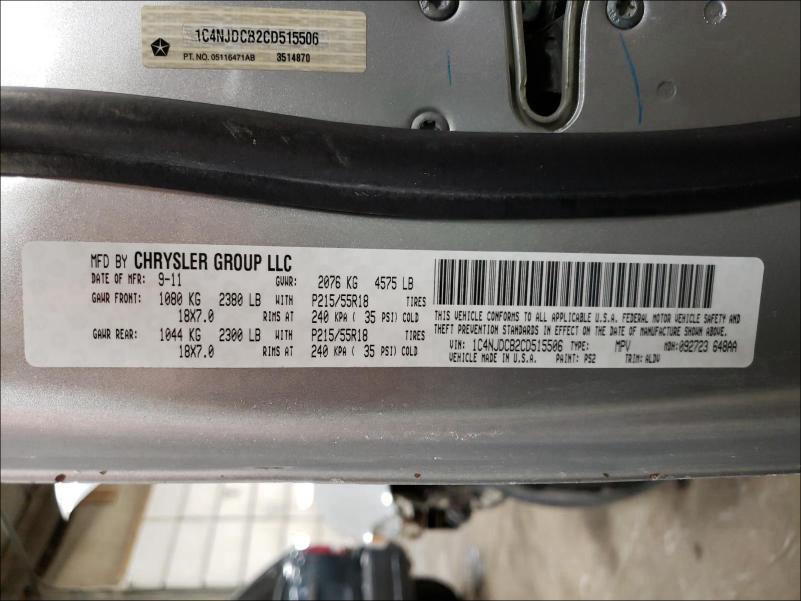 1C4NJDCB2CD515506
PT. NO. 05116471AB 3514870
MFD BY CHRYSLER GROUP LLC
DATE OF MFR: 9-11 GVWR: 2076 KG 4575 LB
GAWR FRONT: 1080 KG 2380 LB WITH P215/55R18 TIRES
18X7.0 RIMS AT 240 KPA ( 35 PSI) COLD
GAWR REAR: 1044 KG 2300 LB WITH P215/55R18 TIRES
18X7.0 RIMS AT 240 KPA ( 35 PSI) COLD
THIS VEHICLE CONFORMS TO ALL APPLICABLE U.S.A. FEDERAL MOTOR VEHICLE SAFETY AND
THEFT PREVENTION STANDARDS IN EFFECT ON THE DATE OF MANUFACTURE SHOWN ABOVE.
VIN: 1C4NJDCB2CD515506 TYPE: MPV MDH: 092723 648AA
VEHICLE MADE IN U.S.A. PAINT: PS2 TRIM: ALDV